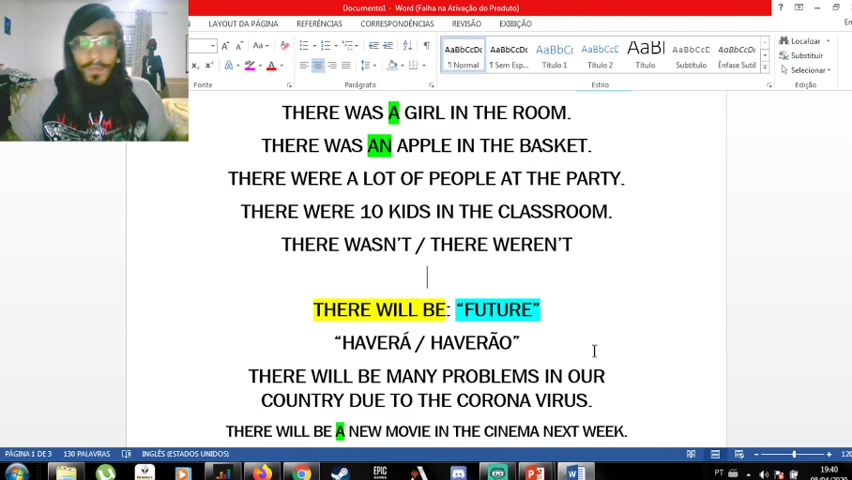 Documento1 - Word (Falha na Ativação do Produto)
LAYOUT DA PÁGINA REFERÊNCIAS CORRESPONDÊNCIAS REVISÃO EXIBIÇÃO
Localizar
AaBbCcDc AaBbCcDc AaBbCc AaBbCcC AaBl AaBbCcC AaBbCcDc
Substituir
¶ Normal ¶ Sem Esp... Título 1 Título 2 Título Subtítulo Ênfase Sutil
Selecionar
Fonte Parágrafo Estilo Edição
THERE WAS A GIRL IN THE ROOM.
THERE WAS AN APPLE IN THE BASKET.
THERE WERE A LOT OF PEOPLE AT THE PARTY.
THERE WERE 10 KIDS IN THE CLASSROOM.
THERE WASN’T / THERE WEREN’T
THERE WILL BE: “FUTURE”
“HAVERÁ / HAVERÃO”
THERE WILL BE MANY PROBLEMS IN OUR
COUNTRY DUE TO THE CORONA VIRUS.
THERE WILL BE A NEW MOVIE IN THE CINEMA NEXT WEEK.
PÁGINA 1 DE 3 130 PALAVRAS INGLÊS (ESTADOS UNIDOS)
EPIC
PT 19:40